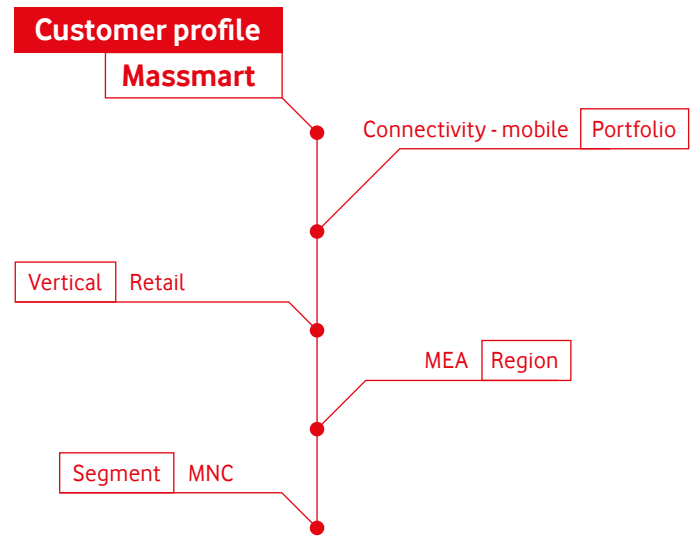 Customer profile
Massmart
Connectivity - mobile Portfolio
Vertical Retail
MEA Region
Segment MNC